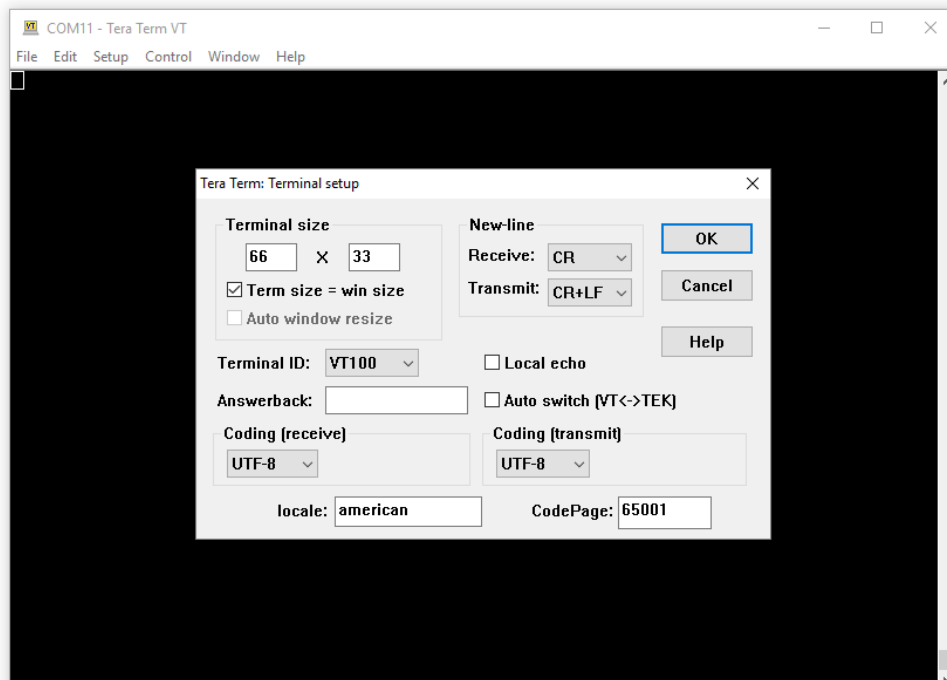 VT COM11 - Tera Term VT
File Edit Setup Control Window Help
Tera Term: Terminal setup
Terminal size
66 X 33
Term size = win size
Auto window resize
New-line
Receive: CR
Transmit: CR+LF
OK
Cancel
Help
Terminal ID: VT100
Local echo
Answerback:
Auto switch (VT<->TEK)
Coding (receive)
UTF-8
Coding (transmit)
UTF-8
locale: american
CodePage: 65001